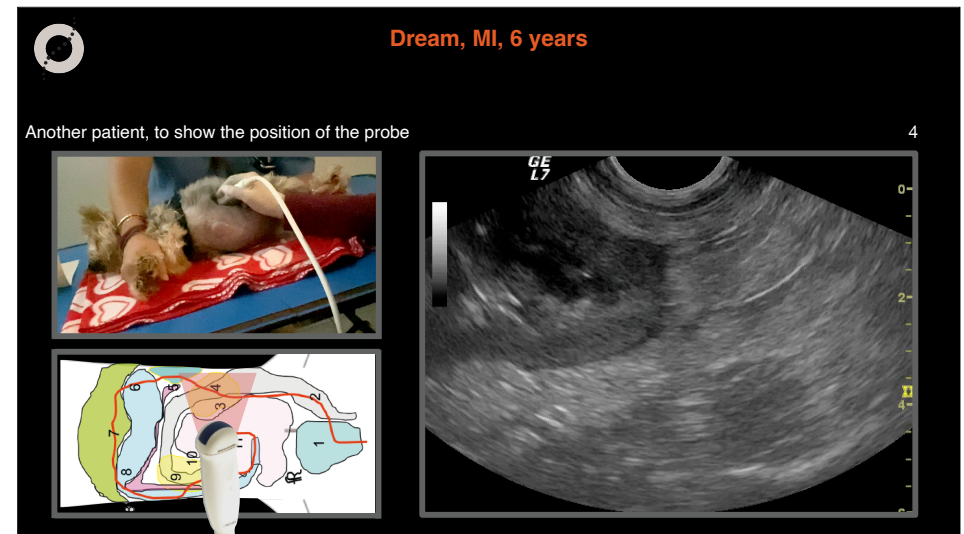 Dream, MI, 6 years
Another patient, to show the position of the probe
4
GE
L7
0
2
4
6
5
4
3
2
7
1
8
9
10
R